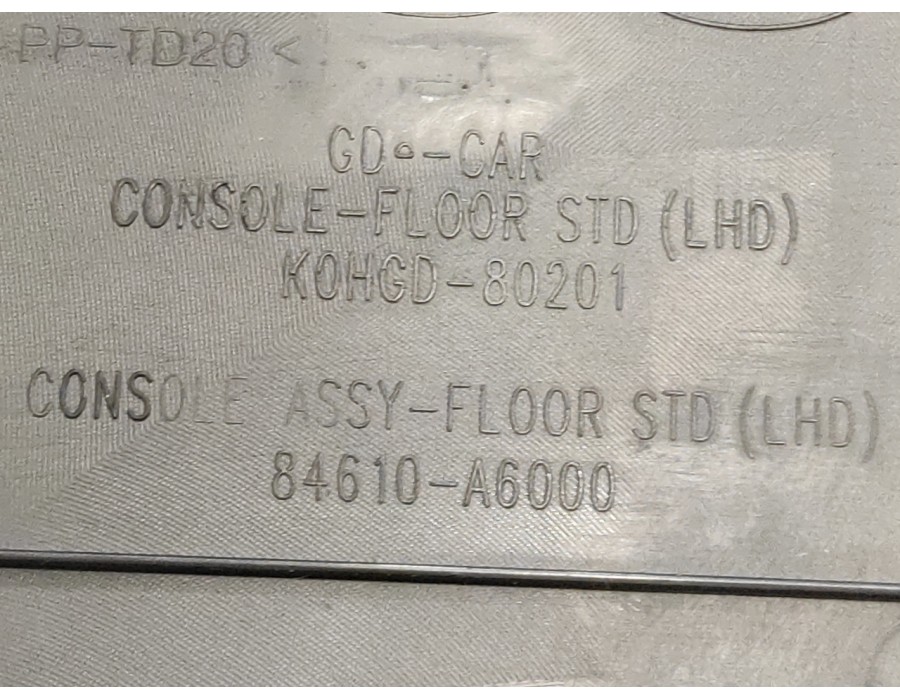 PP-TD20 <
GD -CAR
CONSOLE-FLOOR STD (LHD)
K0HGD-80201
CONSOLE ASSY-FLOOR STD (LHD)
84610-A6000